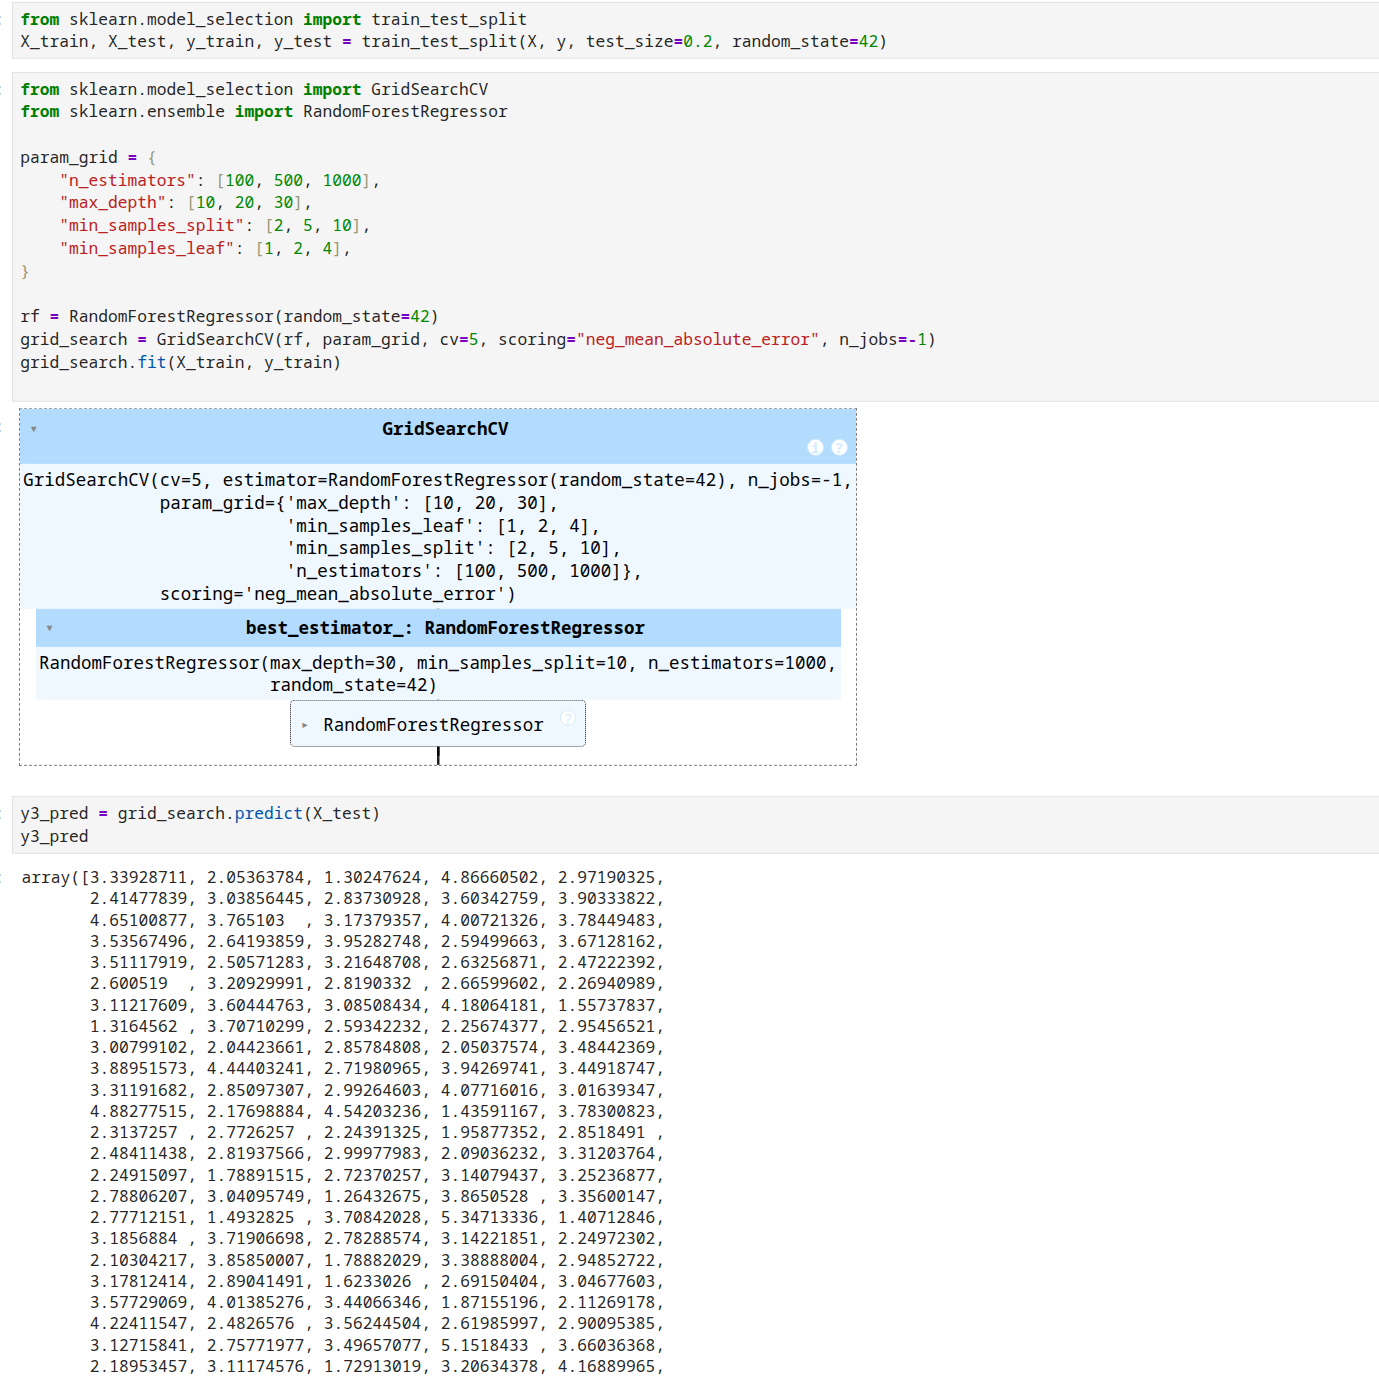 from sklearn.model_selection import train_test_split
X_train, X_test, y_train, y_test = train_test_split(X, y, test_size=0.2, random_state=42)
from sklearn.model_selection import GridSearchCV
from sklearn.ensemble import RandomForestRegressor
param_grid = {
    "n_estimators": [100, 500, 1000],
    "max_depth": [10, 20, 30],
    "min_samples_split": [2, 5, 10],
    "min_samples_leaf": [1, 2, 4],
}
rf = RandomForestRegressor(random_state=42)
grid_search = GridSearchCV(rf, param_grid, cv=5, scoring="neg_mean_absolute_error", n_jobs=-1)
grid_search.fit(X_train, y_train)
GridSearchCV
i ?
GridSearchCV(cv=5, estimator=RandomForestRegressor(random_state=42), n_jobs=-1,
             param_grid={'max_depth': [10, 20, 30],
                         'min_samples_leaf': [1, 2, 4],
                         'min_samples_split': [2, 5, 10],
                         'n_estimators': [100, 500, 1000]},
             scoring='neg_mean_absolute_error')
best_estimator_: RandomForestRegressor
RandomForestRegressor(max_depth=30, min_samples_split=10, n_estimators=1000,
                      random_state=42)
RandomForestRegressor ?
y3_pred = grid_search.predict(X_test)
y3_pred
array([3.33928711, 2.05363784, 1.30247624, 4.86660502, 2.97190325,
       2.41477839, 3.03856445, 2.83730928, 3.60342759, 3.90333822,
       4.65100877, 3.765103  , 3.17379357, 4.00721326, 3.78449483,
       3.53567496, 2.64193859, 3.95282748, 2.59499663, 3.67128162,
       3.51117919, 2.50571283, 3.21648708, 2.63256871, 2.47222392,
       2.600519  , 3.20929991, 2.8190332 , 2.66599602, 2.26940989,
       3.11217609, 3.60444763, 3.08508434, 4.18064181, 1.55737837,
       1.3164562 , 3.70710299, 2.59342232, 2.25674377, 2.95456521,
       3.00799102, 2.04423661, 2.85784808, 2.05037574, 3.48442369,
       3.88951573, 4.44403241, 2.71980965, 3.94269741, 3.44918747,
       3.31191682, 2.85097307, 2.99264603, 4.07716016, 3.01639347,
       4.88277515, 2.17698884, 4.54203236, 1.43591167, 3.78300823,
       2.3137257 , 2.7726257 , 2.24391325, 1.95877352, 2.8518491 ,
       2.48411438, 2.81937566, 2.99977983, 2.09036232, 3.31203764,
       2.24915097, 1.78891515, 2.72370257, 3.14079437, 3.25236877,
       2.78806207, 3.04095749, 1.26432675, 3.8650528 , 3.35600147,
       2.77712151, 1.4932825 , 3.70842028, 5.34713336, 1.40712846,
       3.1856884 , 3.71906698, 2.78288574, 3.14221851, 2.24972302,
       2.10304217, 3.85850007, 1.78882029, 3.38888004, 2.94852722,
       3.17812414, 2.89041491, 1.6233026 , 2.69150404, 3.04677603,
       3.57729069, 4.01385276, 3.44066346, 1.87155196, 2.11269178,
       4.22411547, 2.4826576 , 3.56244504, 2.61985997, 2.90095385,
       3.12715841, 2.75771977, 3.49657077, 5.1518433 , 3.66036368,
       2.18953457, 3.11174576, 1.72913019, 3.20634378, 4.16889965,